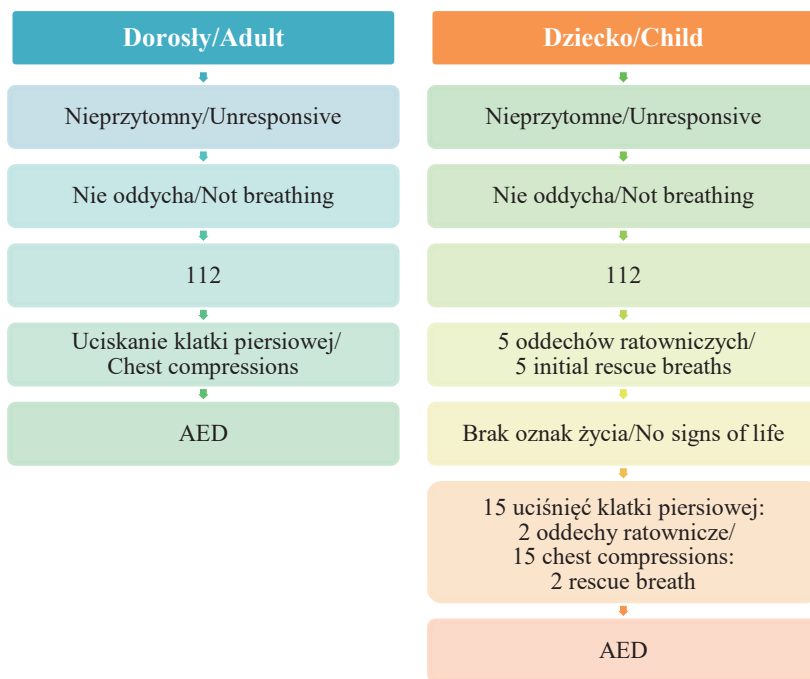 Dorosły/Adult
Nieprzytomny/Unresponsive
Nie oddycha/Not breathing
112
Uciskanie klatki piersiowej/
Chest compressions
AED
Dziecko/Child
Nieprzytomne/Unresponsive
Nie oddycha/Not breathing
112
5 oddechów ratowniczych/
5 initial rescue breaths
Brak oznak życia/No signs of life
15 uciśnięć klatki piersiowej:
2 oddechy ratownicze/
15 chest compressions:
2 rescue breath
AED